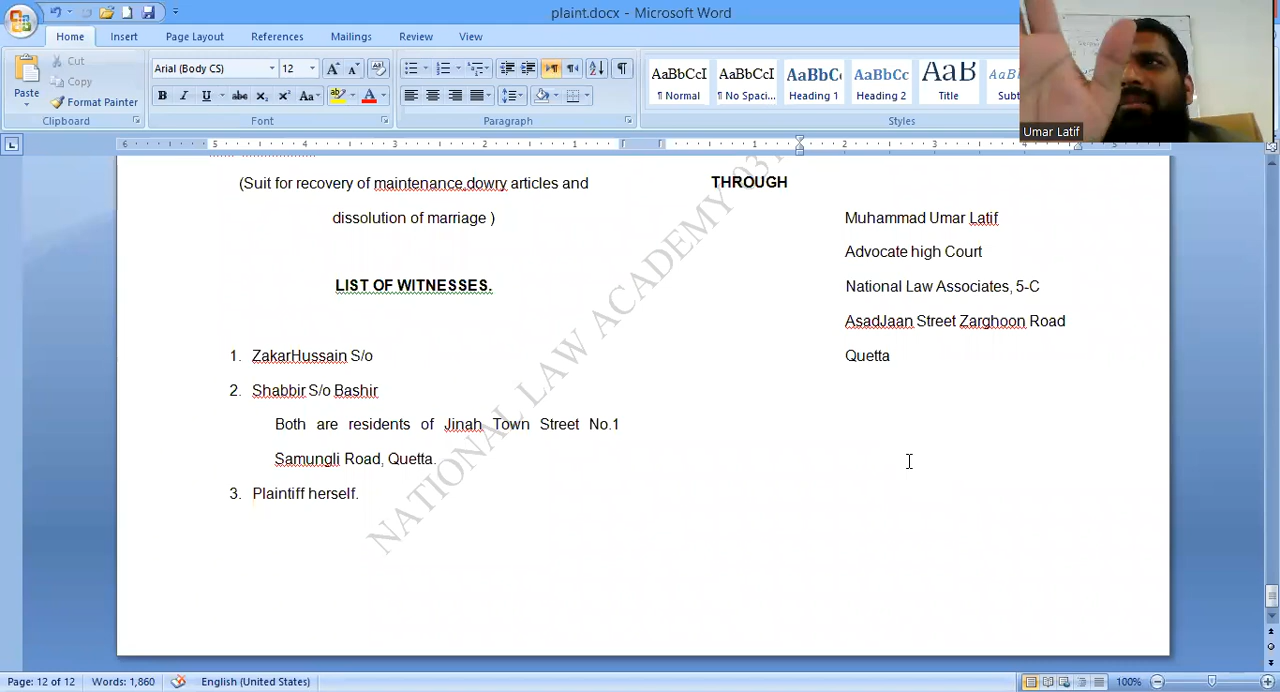 plaint.docx - Microsoft Word
Home Insert Page Layout References Mailings Review View
Paste
Cut
Copy
Format Painter
Clipboard
Arial (Body CS) 12
Font
Paragraph
AaBbCcI AaBbCcI AaBbC AaBbCc AaB AaBb
¶ Normal ¶ No Spaci... Heading 1 Heading 2 Title Subt
Styles
Umar Latif
(Suit for recovery of maintenance,dowry articles and
dissolution of marriage )
LIST OF WITNESSES.
1. ZakarHussain S/o
2. Shabbir S/o Bashir
Both are residents of Jinah Town Street No.1
Samungli Road, Quetta.
3. Plaintiff herself.
THROUGH
Muhammad Umar Latif
Advocate high Court
National Law Associates, 5-C
AsadJaan Street Zarghoon Road
Quetta
NATIONAL LAW ACADEMY 031
Page: 12 of 12 Words: 1,860 English (United States) 100%